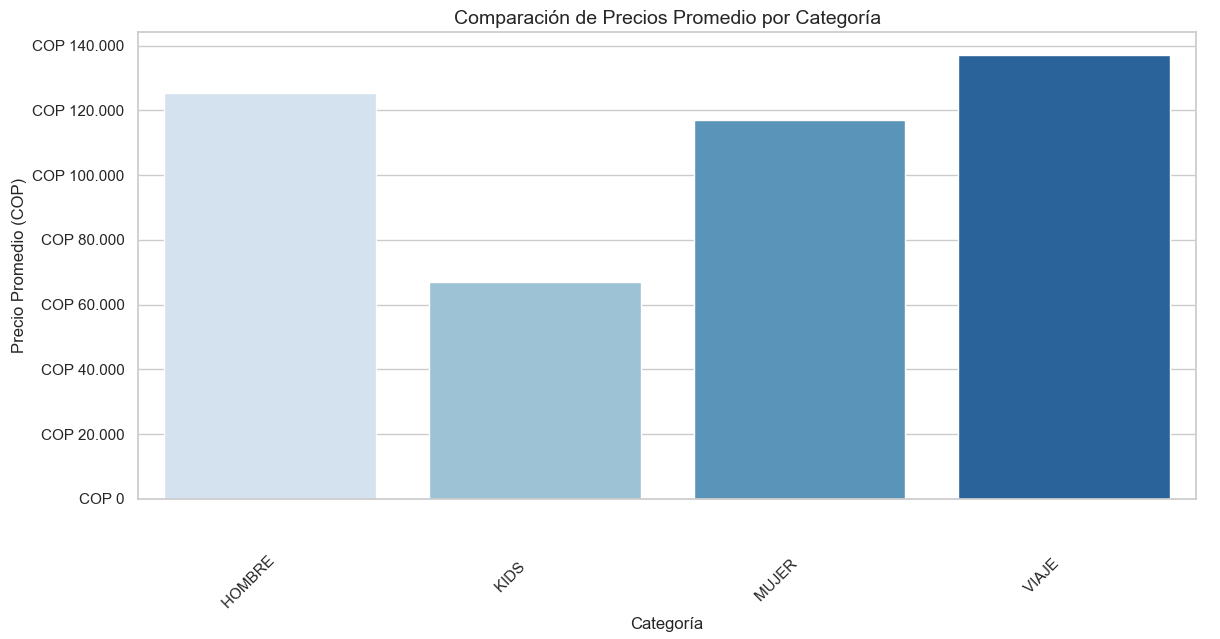 Comparación de Precios Promedio por Categoría
Precio Promedio (COP)
COP 140.000
COP 120.000
COP 100.000
COP 80.000
COP 60.000
COP 40.000
COP 20.000
COP 0
HOMBRE
KIDS
MUJER
VIAJE
Categoría